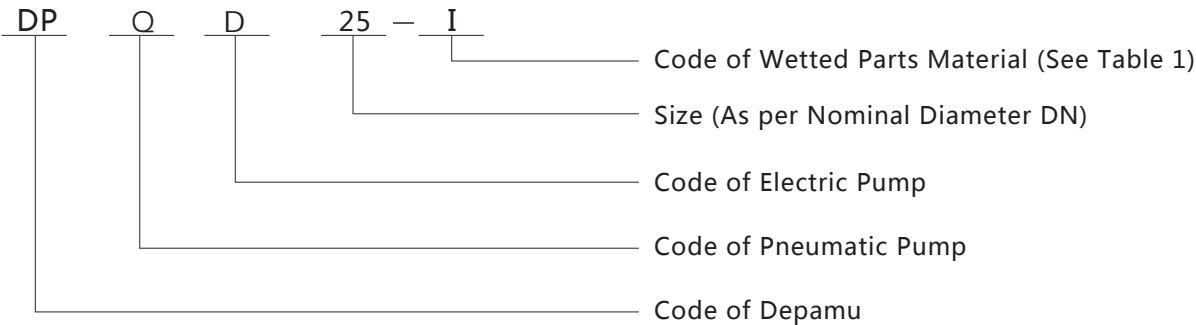 DP Q D 25 － I
Code of Wetted Parts Material (See Table 1)
Size (As per Nominal Diameter DN)
Code of Electric Pump
Code of Pneumatic Pump
Code of Depamu